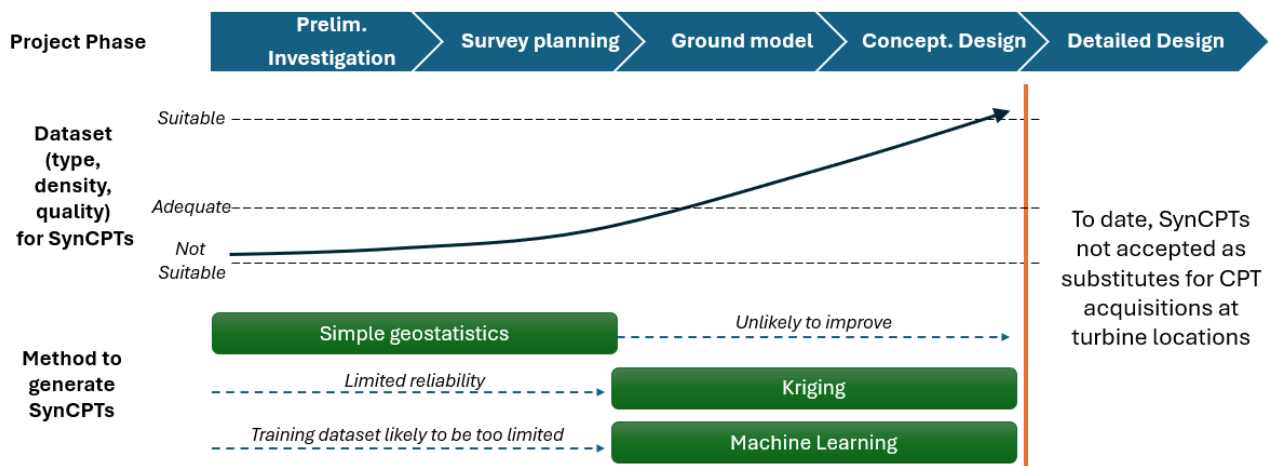 Project Phase
Prelim.
Investigation
Survey planning
Ground model
Concept. Design
Detailed Design
Dataset
(type,
density,
quality)
for SynCPTs
Suitable
Adequate
Not
Suitable
To date, SynCPTs
not accepted as
substitutes for CPT
acquisitions at
turbine locations
Method to
generate
SynCPTs
Simple geostatistics
Unlikely to improve
Limited reliability
Kriging
Training dataset likely to be too limited
Machine Learning